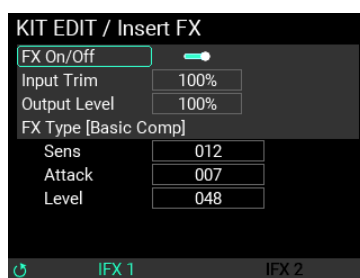 KIT EDIT / Insert FX
FX On/Off
Input Trim 100%
Output Level 100%
FX Type [Basic Comp]
Sens 012
Attack 007
Level 048
IFX 1 IFX 2